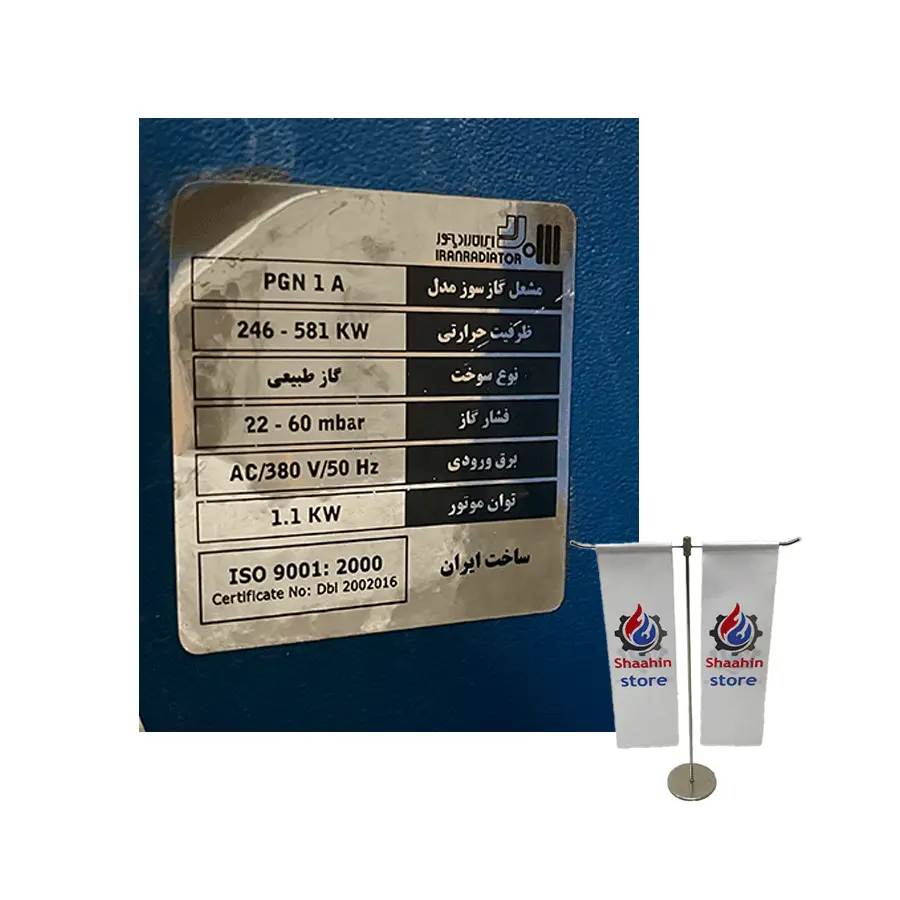 ایران رادیاتور
IRANRADIATOR
مشعل گاز سوز مدل PGN 1 A
ظرفیت حرارتی 246 - 581 KW
نوع سوخت گاز طبیعی
فشار گاز 22 - 60 mbar
برق ورودی AC/380 V/50 Hz
توان موتور 1.1 KW
ساخت ایران
ISO 9001: 2000
Certificate No: Dbl 2002016
Shaahin
store
Shaahin
store